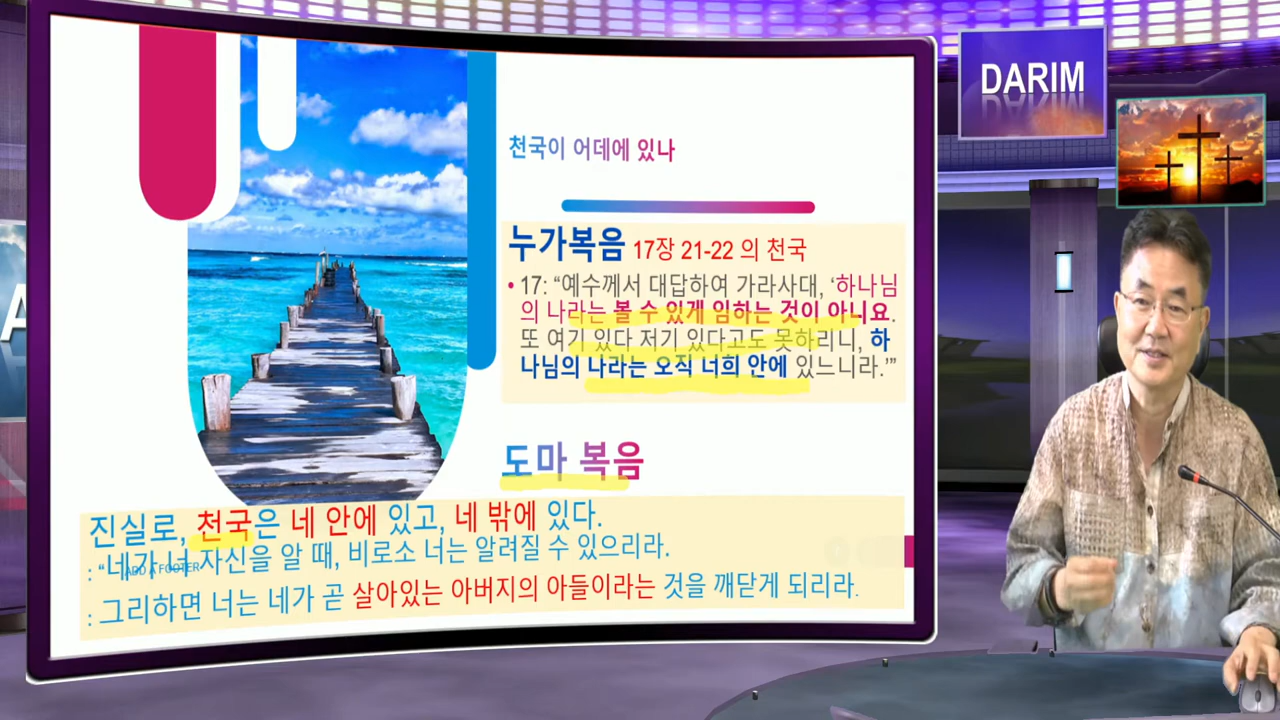 DARIM
천국이 어데에 있나
누가복음 17장 21-22 의 천국
• 17: “예수께서 대답하여 가라사대, ‘하나님
의 나라는 볼 수 있게 임하는 것이 아니요.
또 여기 있다 저기 있다고도 못하리니, 하
나님의 나라는 오직 너희 안에 있느니라.’”
도마 복음
진실로, 천국은 네 안에 있고, 네 밖에 있다.
: “네가 너 자신을 알 때, 비로소 너는 알려질 수 있으리라.
ADD A FOOTER
: 그리하면 너는 네가 곧 살아있는 아버지의 아들이라는 것을 깨닫게 되리라.
A